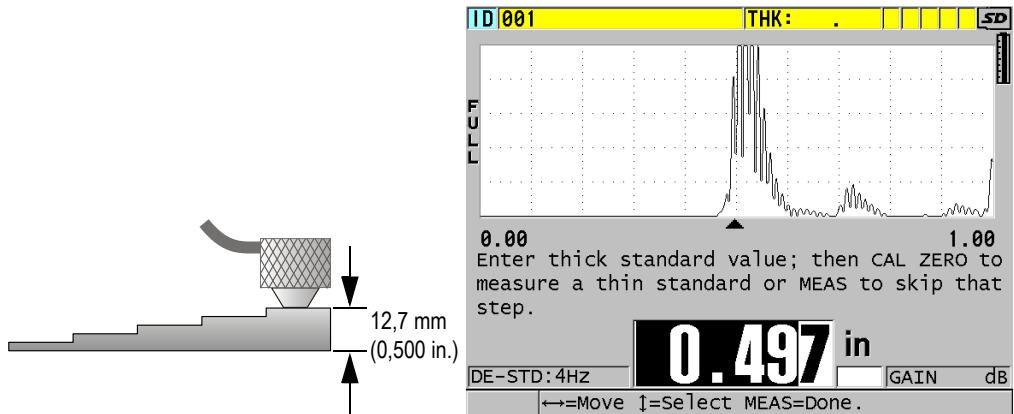 12,7 mm
(0,500 in.)
ID 001 THK: . SD
FULL
0.00 1.00
Enter thick standard value; then CAL ZERO to
measure a thin standard or MEAS to skip that
step.
0.497 in
DE-STD:4Hz GAIN dB
↔=Move ↕=Select MEAS=Done.